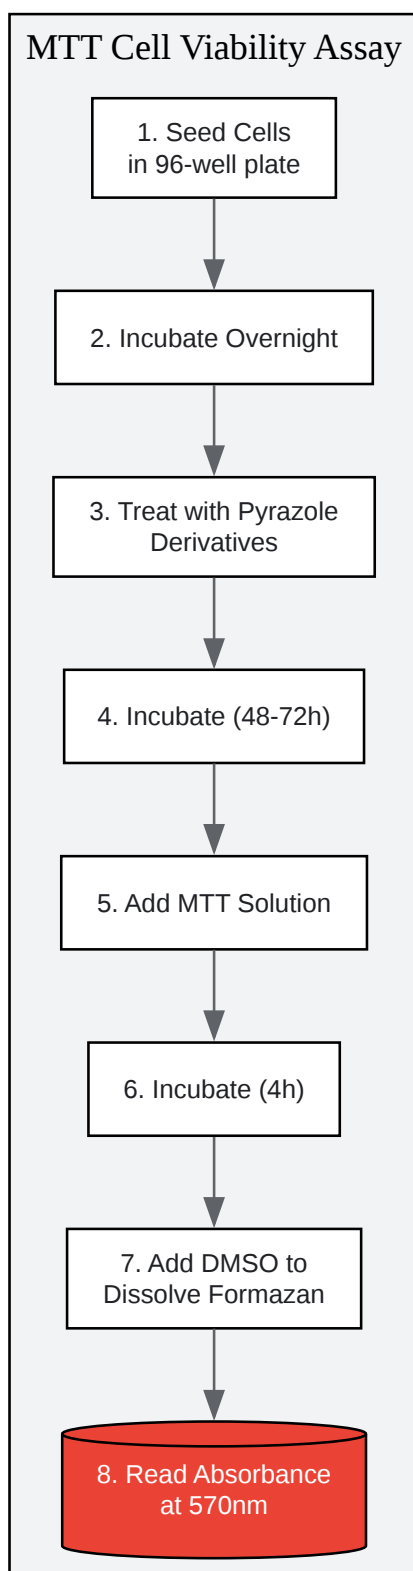 MTT Cell Viability Assay
1. Seed Cells
in 96-well plate
2. Incubate Overnight
3. Treat with Pyrazole
Derivatives
4. Incubate (48-72h)
5. Add MTT Solution
6. Incubate (4h)
7. Add DMSO to
Dissolve Formazan
8. Read Absorbance
at 570nm